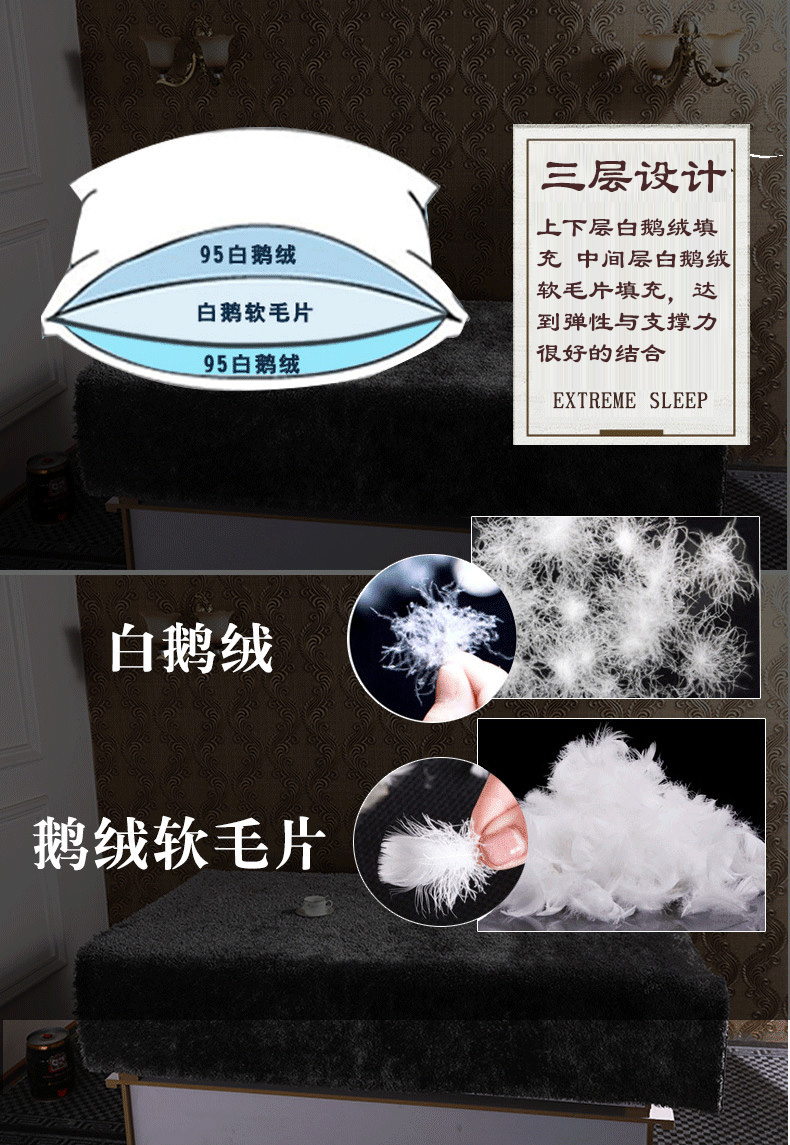 95白鹅绒
白鹅软毛片
95白鹅绒
三层设计
上下层白鹅绒填
充 中间层白鹅绒
软毛片填充，达
到弹性与支撑力
很好的结合
EXTREME SLEEP
白鹅绒
鹅绒软毛片